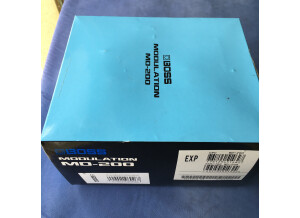 BOSS
MODULATION
MD-200
BOSS
MODULATION
MD-200
EXP